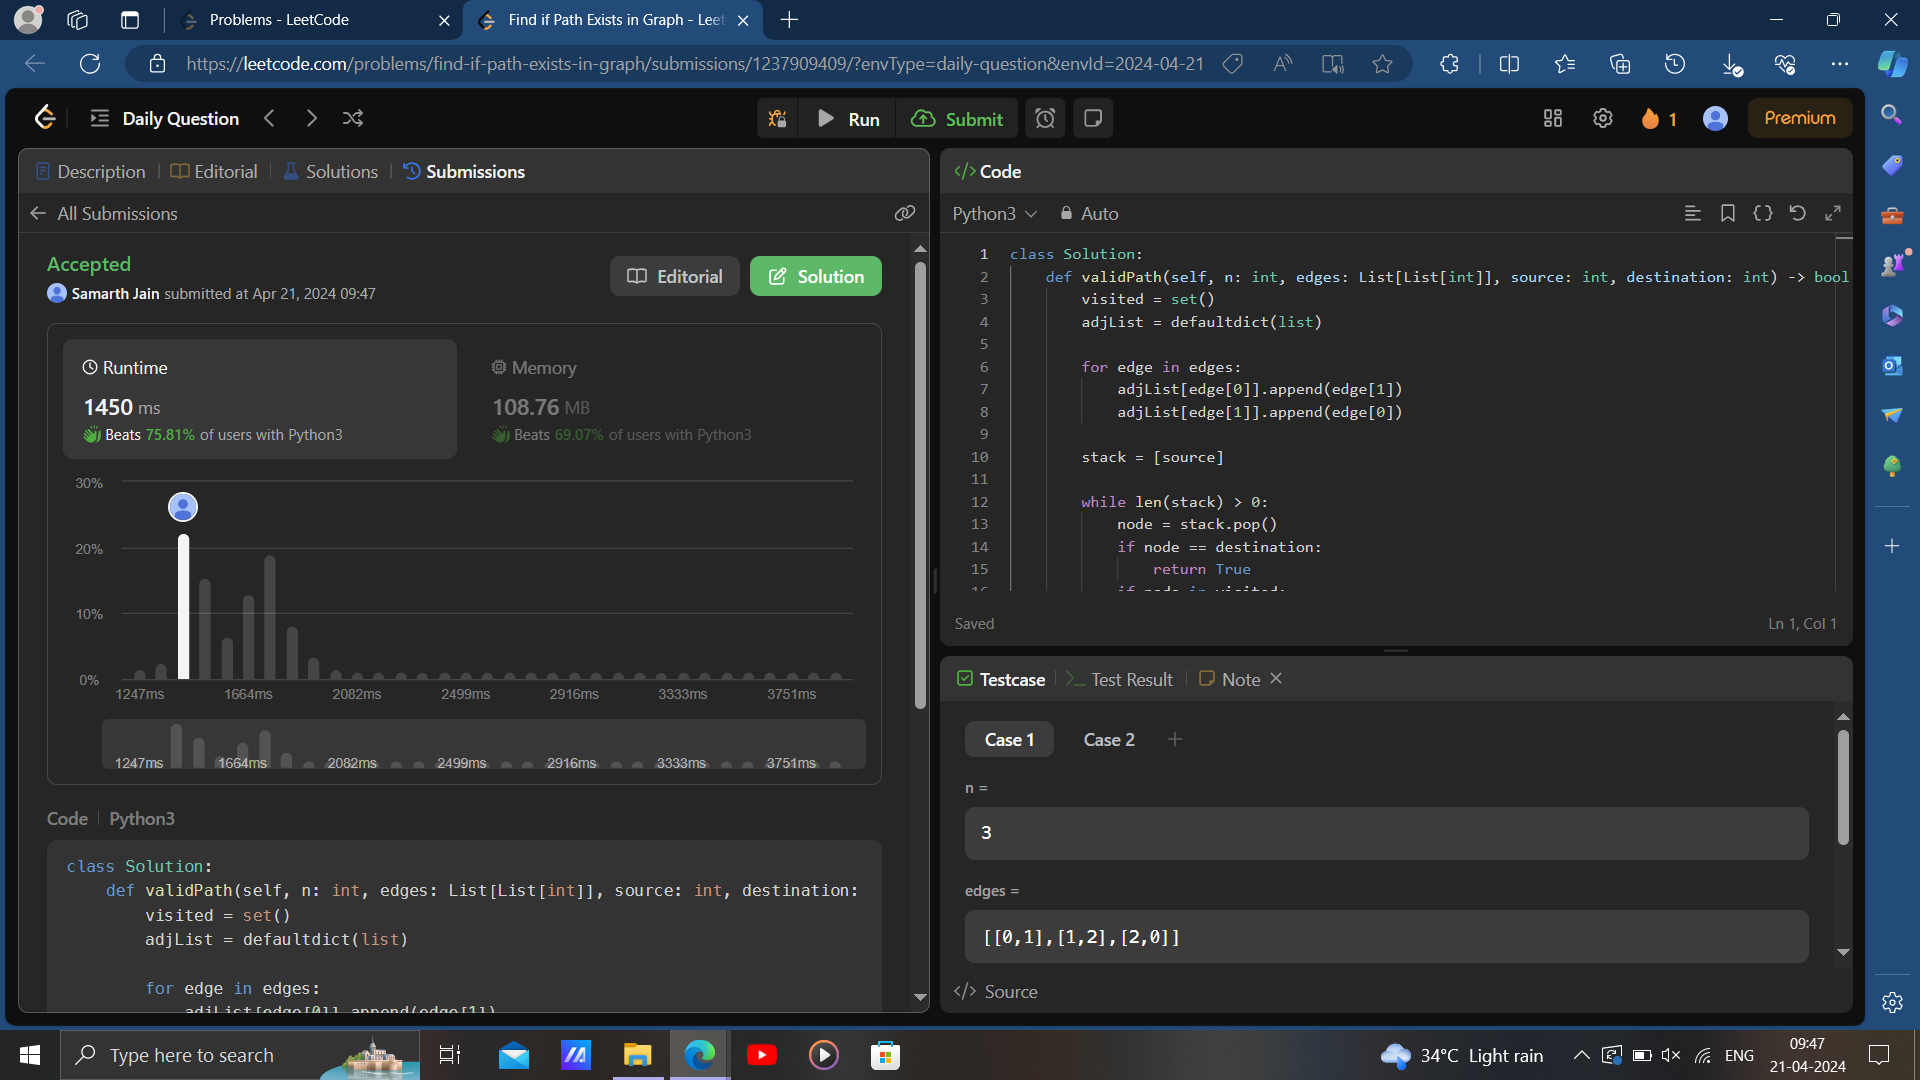 Problems - LeetCode
Find if Path Exists in Graph - Leet
https://leetcode.com/problems/find-if-path-exists-in-graph/submissions/1237909409/?envType=daily-question&envId=2024-04-21
Daily Question
Run
Submit
1
Premium
Description
Editorial
Solutions
Submissions
All Submissions
Accepted
Samarth Jain submitted at Apr 21, 2024 09:47
Editorial
Solution
Runtime
1450 ms
Beats 75.81% of users with Python3
Memory
108.76 MB
Beats 69.07% of users with Python3
30%
20%
10%
0%
1247ms 1664ms 2082ms 2499ms 2916ms 3333ms 3751ms
1247ms 1664ms 2082ms 2499ms 2916ms 3333ms 3751ms
Code
Python3
class Solution:
def validPath(self, n: int, edges: List[List[int]], source: int, destination:
visited = set()
adjList = defaultdict(list)
for edge in edges:
adjList[edge[0]].append(edge[1])
</> Code
Python3
Auto
1 class Solution:
2 def validPath(self, n: int, edges: List[List[int]], source: int, destination: int) -> bool
3 visited = set()
4 adjList = defaultdict(list)
5
6 for edge in edges:
7 adjList[edge[0]].append(edge[1])
8 adjList[edge[1]].append(edge[0])
9
10 stack = [source]
11
12 while len(stack) > 0:
13 node = stack.pop()
14 if node == destination:
15 return True
16 if node in visited:
Saved
Ln 1, Col 1
Testcase
Test Result
Note
Case 1
Case 2
n =
3
edges =
[[0,1],[1,2],[2,0]]
</> Source
Type here to search
34°C Light rain
ENG
09:47
21-04-2024